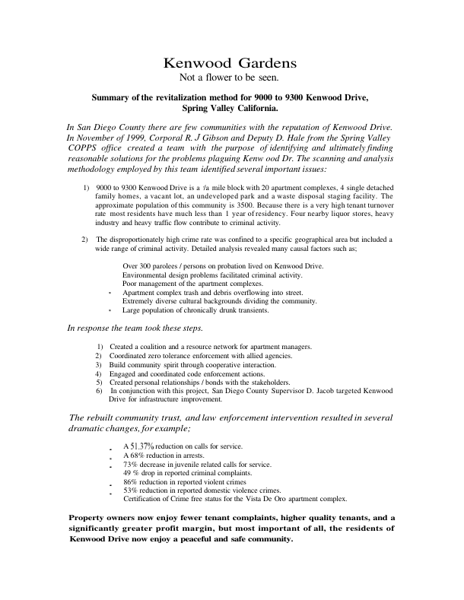 Kenwood Gardens
Not a flower to be seen.
Summary of the revitalization method for 9000 to 9300 Kenwood Drive,
Spring Valley California.
In San Diego County there are few communities with the reputation of Kenwood Drive.
In November of 1999, Corporal R. J Gibson and Deputy D. Hale from the Spring Valley
COPPS office created a team with the purpose of identifying and ultimately finding
reasonable solutions for the problems plaguing Kenw ood Dr. The scanning and analysis
methodology employed by this team identified several important issues:
1) 9000 to 9300 Kenwood Drive is a mile block with 20 apartment complexes, 4 single detached
family homes, a vacant lot, an undeveloped park and a waste disposal staging facility. The
approximate population of this community is 3500. Because there is a very high tenant turnover
rate most residents have much less than 1 year of residency. Four nearby liquor stores, heavy
industry and heavy traffic flow contribute to criminal activity.
2) The disproportionately high crime rate was confined to a specific geographical area but included a
wide range of criminal activity. Detailed analysis revealed many causal factors such as;
Over 300 parolees / persons on probation lived on Kenwood Drive.
Environmental design problems facilitated criminal activity.
Poor management of the apartment complexes.
- Apartment complex trash and debris overflowing into street.
Extremely diverse cultural backgrounds dividing the community.
- Large population of chronically drunk transients.
In response the team took these steps.
1) Created a coalition and a resource network for apartment managers.
2) Coordinated zero tolerance enforcement with allied agencies.
3) Build community spirit through cooperative interaction.
4) Engaged and coordinated code enforcement actions.
5) Created personal relationships / bonds with the stakeholders.
6) In conjunction with this project, San Diego County Supervisor D. Jacob targeted Kenwood
Drive for infrastructure improvement.
The rebuilt community trust, and law enforcement intervention resulted in several
dramatic changes, for example;
- A 51.37% reduction on calls for service.
- A 68% reduction in arrests.
- 73% decrease in juvenile related calls for service.
49 % drop in reported criminal complaints.
- 86% reduction in reported violent crimes
- 53% reduction in reported domestic violence crimes.
- Certification of Crime free status for the Vista De Oro apartment complex.
Property owners now enjoy fewer tenant complaints, higher quality tenants, and a
significantly greater profit margin, but most important of all, the residents of
Kenwood Drive now enjoy a peaceful and safe community.